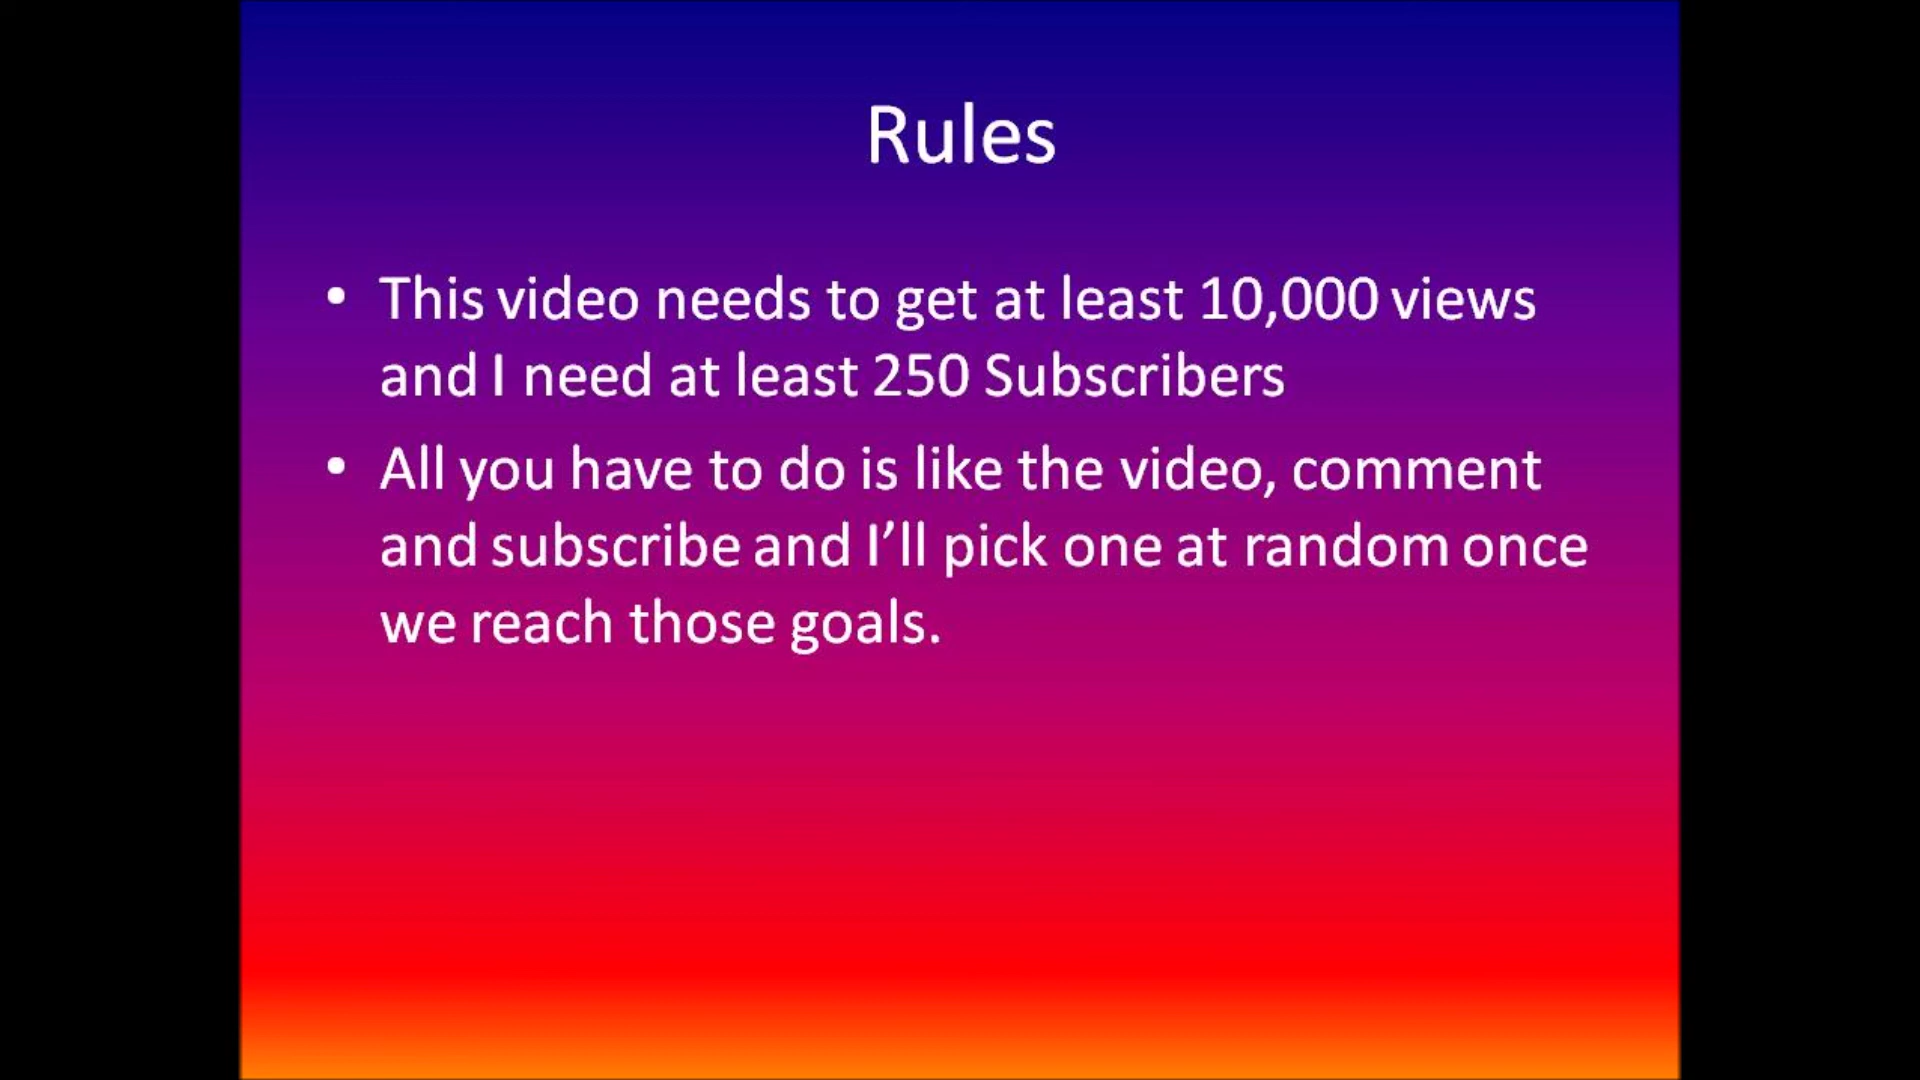 Rules
• This video needs to get at least 10,000 views
and I need at least 250 Subscribers
• All you have to do is like the video, comment
and subscribe and I’ll pick one at random once
we reach those goals.